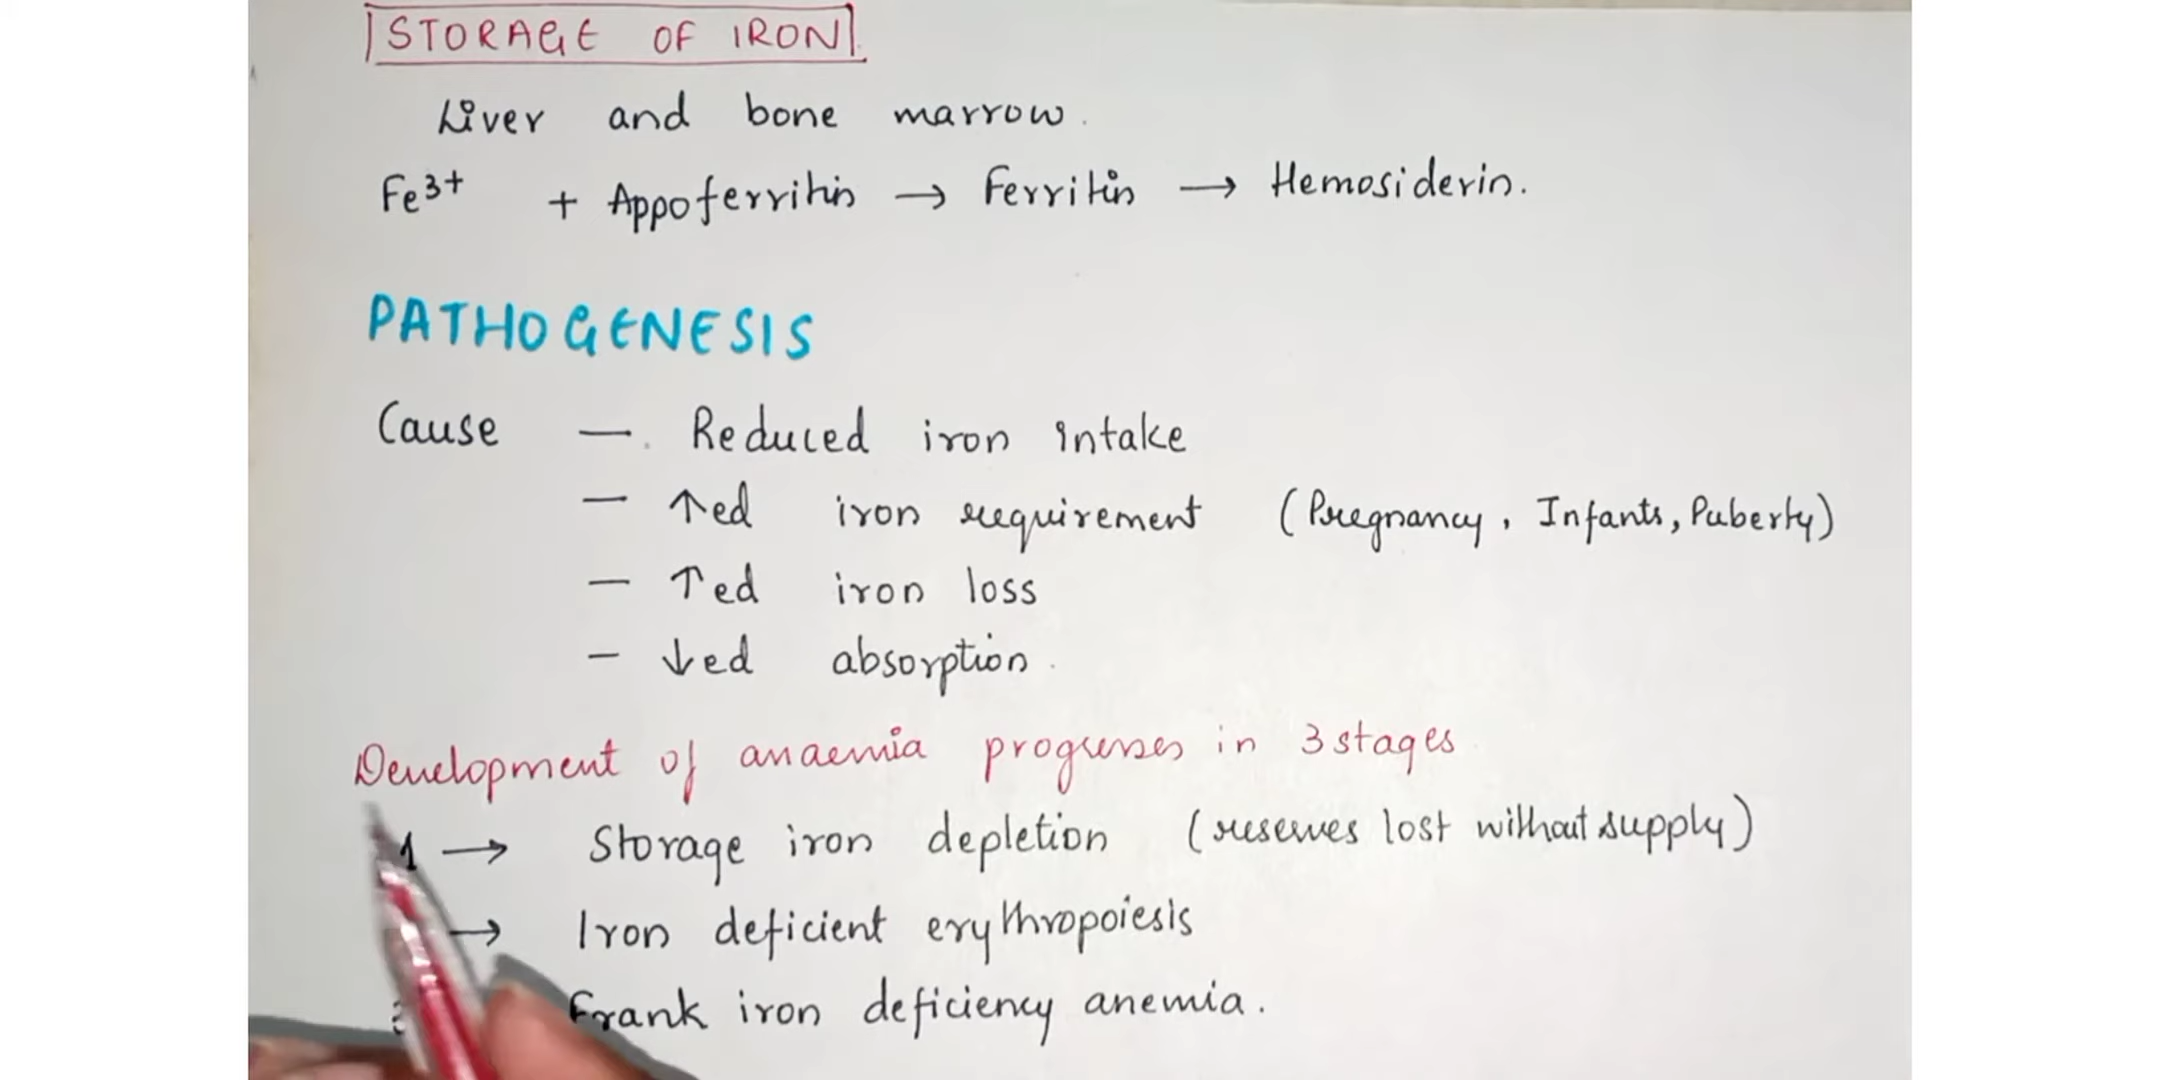 STORAGE OF IRON
Liver and bone marrow.
Fe3+ + Appoferritin → Ferritin → Hemosiderin.
PATHOGENESIS
Cause — Reduced iron intake
— ↑ed iron requirement (Pregnancy, Infants, Puberty)
— ↑ed iron loss
— ↓ed absorption
Development of anaemia progresses in 3 stages
1 → Storage iron depletion (reserves lost without supply)
→ Iron deficient erythropoiesis
Frank iron deficiency anemia.